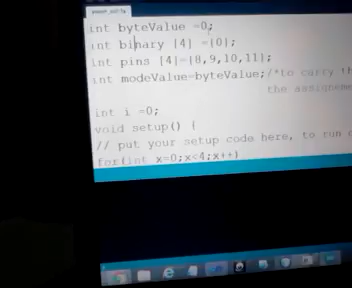 int byteValue =0;
int binary [4] ={0};
int pins [4]={8,9,10,11};
int modeValue=byteValue;/*to carry th
the assignme
int i =0;
void setup() {
// put your setup code here, to run o
for(int x=0;x<4;x++)